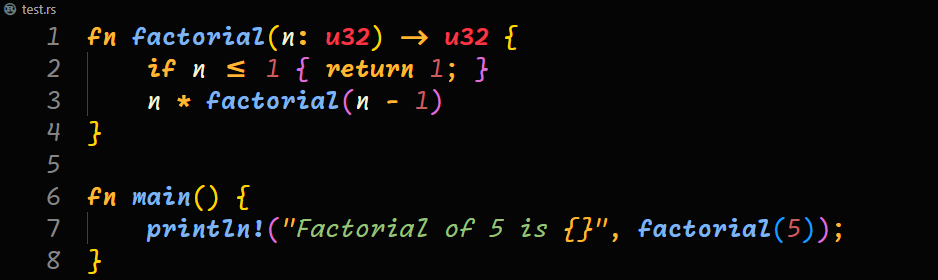 test.rs
1 fn factorial(n: u32) → u32 {
2     if n ≤ 1 { return 1; }
3     n * factorial(n - 1)
4 }
5
6 fn main() {
7     println!("Factorial of 5 is {}", factorial(5));
8 }